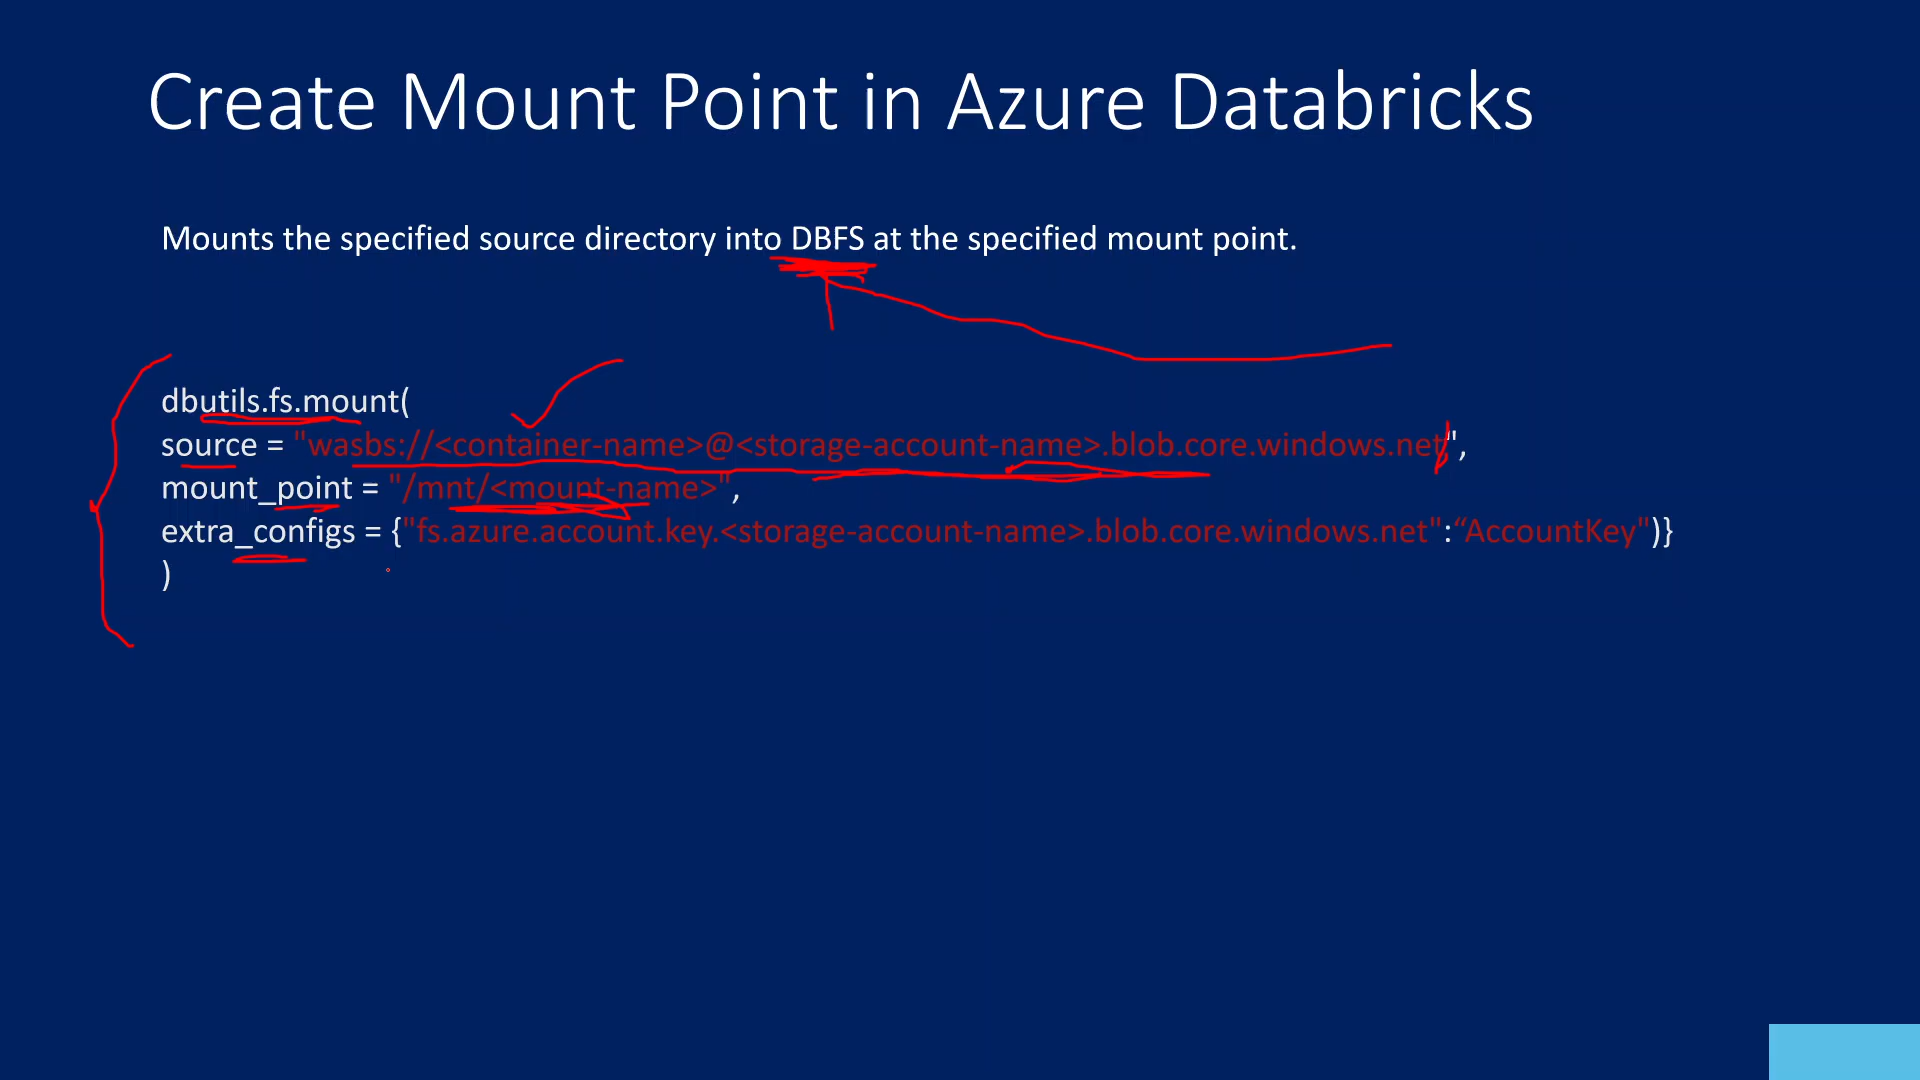 Create Mount Point in Azure Databricks
Mounts the specified source directory into DBFS at the specified mount point.
dbutils.fs.mount(
source = "wasbs://<container-name>@<storage-account-name>.blob.core.windows.net",
mount_point = "/mnt/<mount-name>",
extra_configs = {"fs.azure.account.key.<storage-account-name>.blob.core.windows.net":“AccountKey")}
)